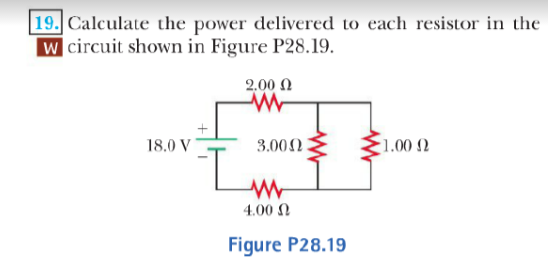 19. Calculate the power delivered to each resistor in the
W circuit shown in Figure P28.19.
2.00 Ω
+
18.0 V
3.00 Ω
1.00 Ω
−
4.00 Ω
Figure P28.19